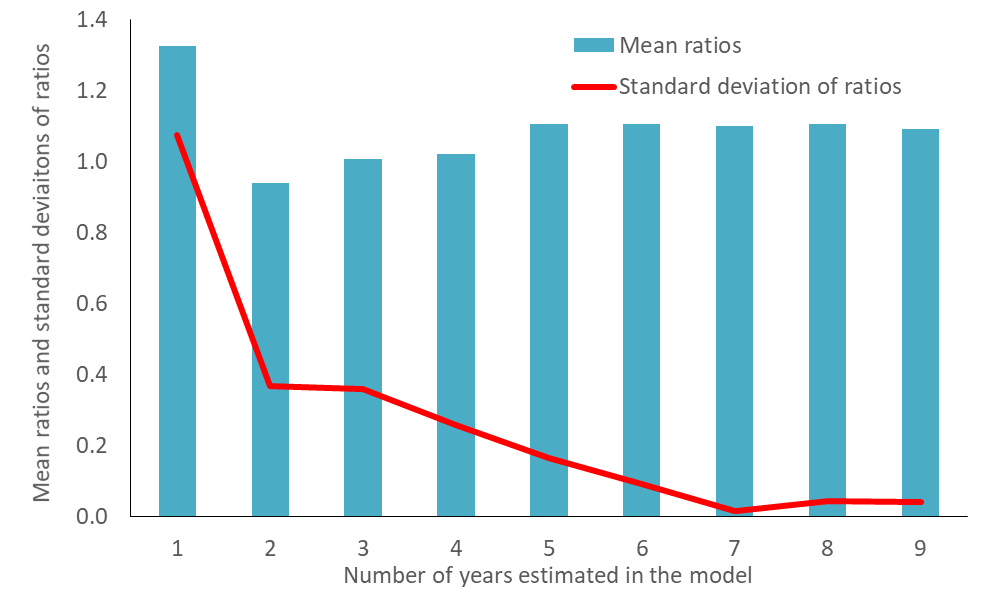 Mean ratios and standard deviaitons of ratios
1.4
1.2
1.0
0.8
0.6
0.4
0.2
0.0
Mean ratios
Standard deviation of ratios
1 2 3 4 5 6 7 8 9
Number of years estimated in the model